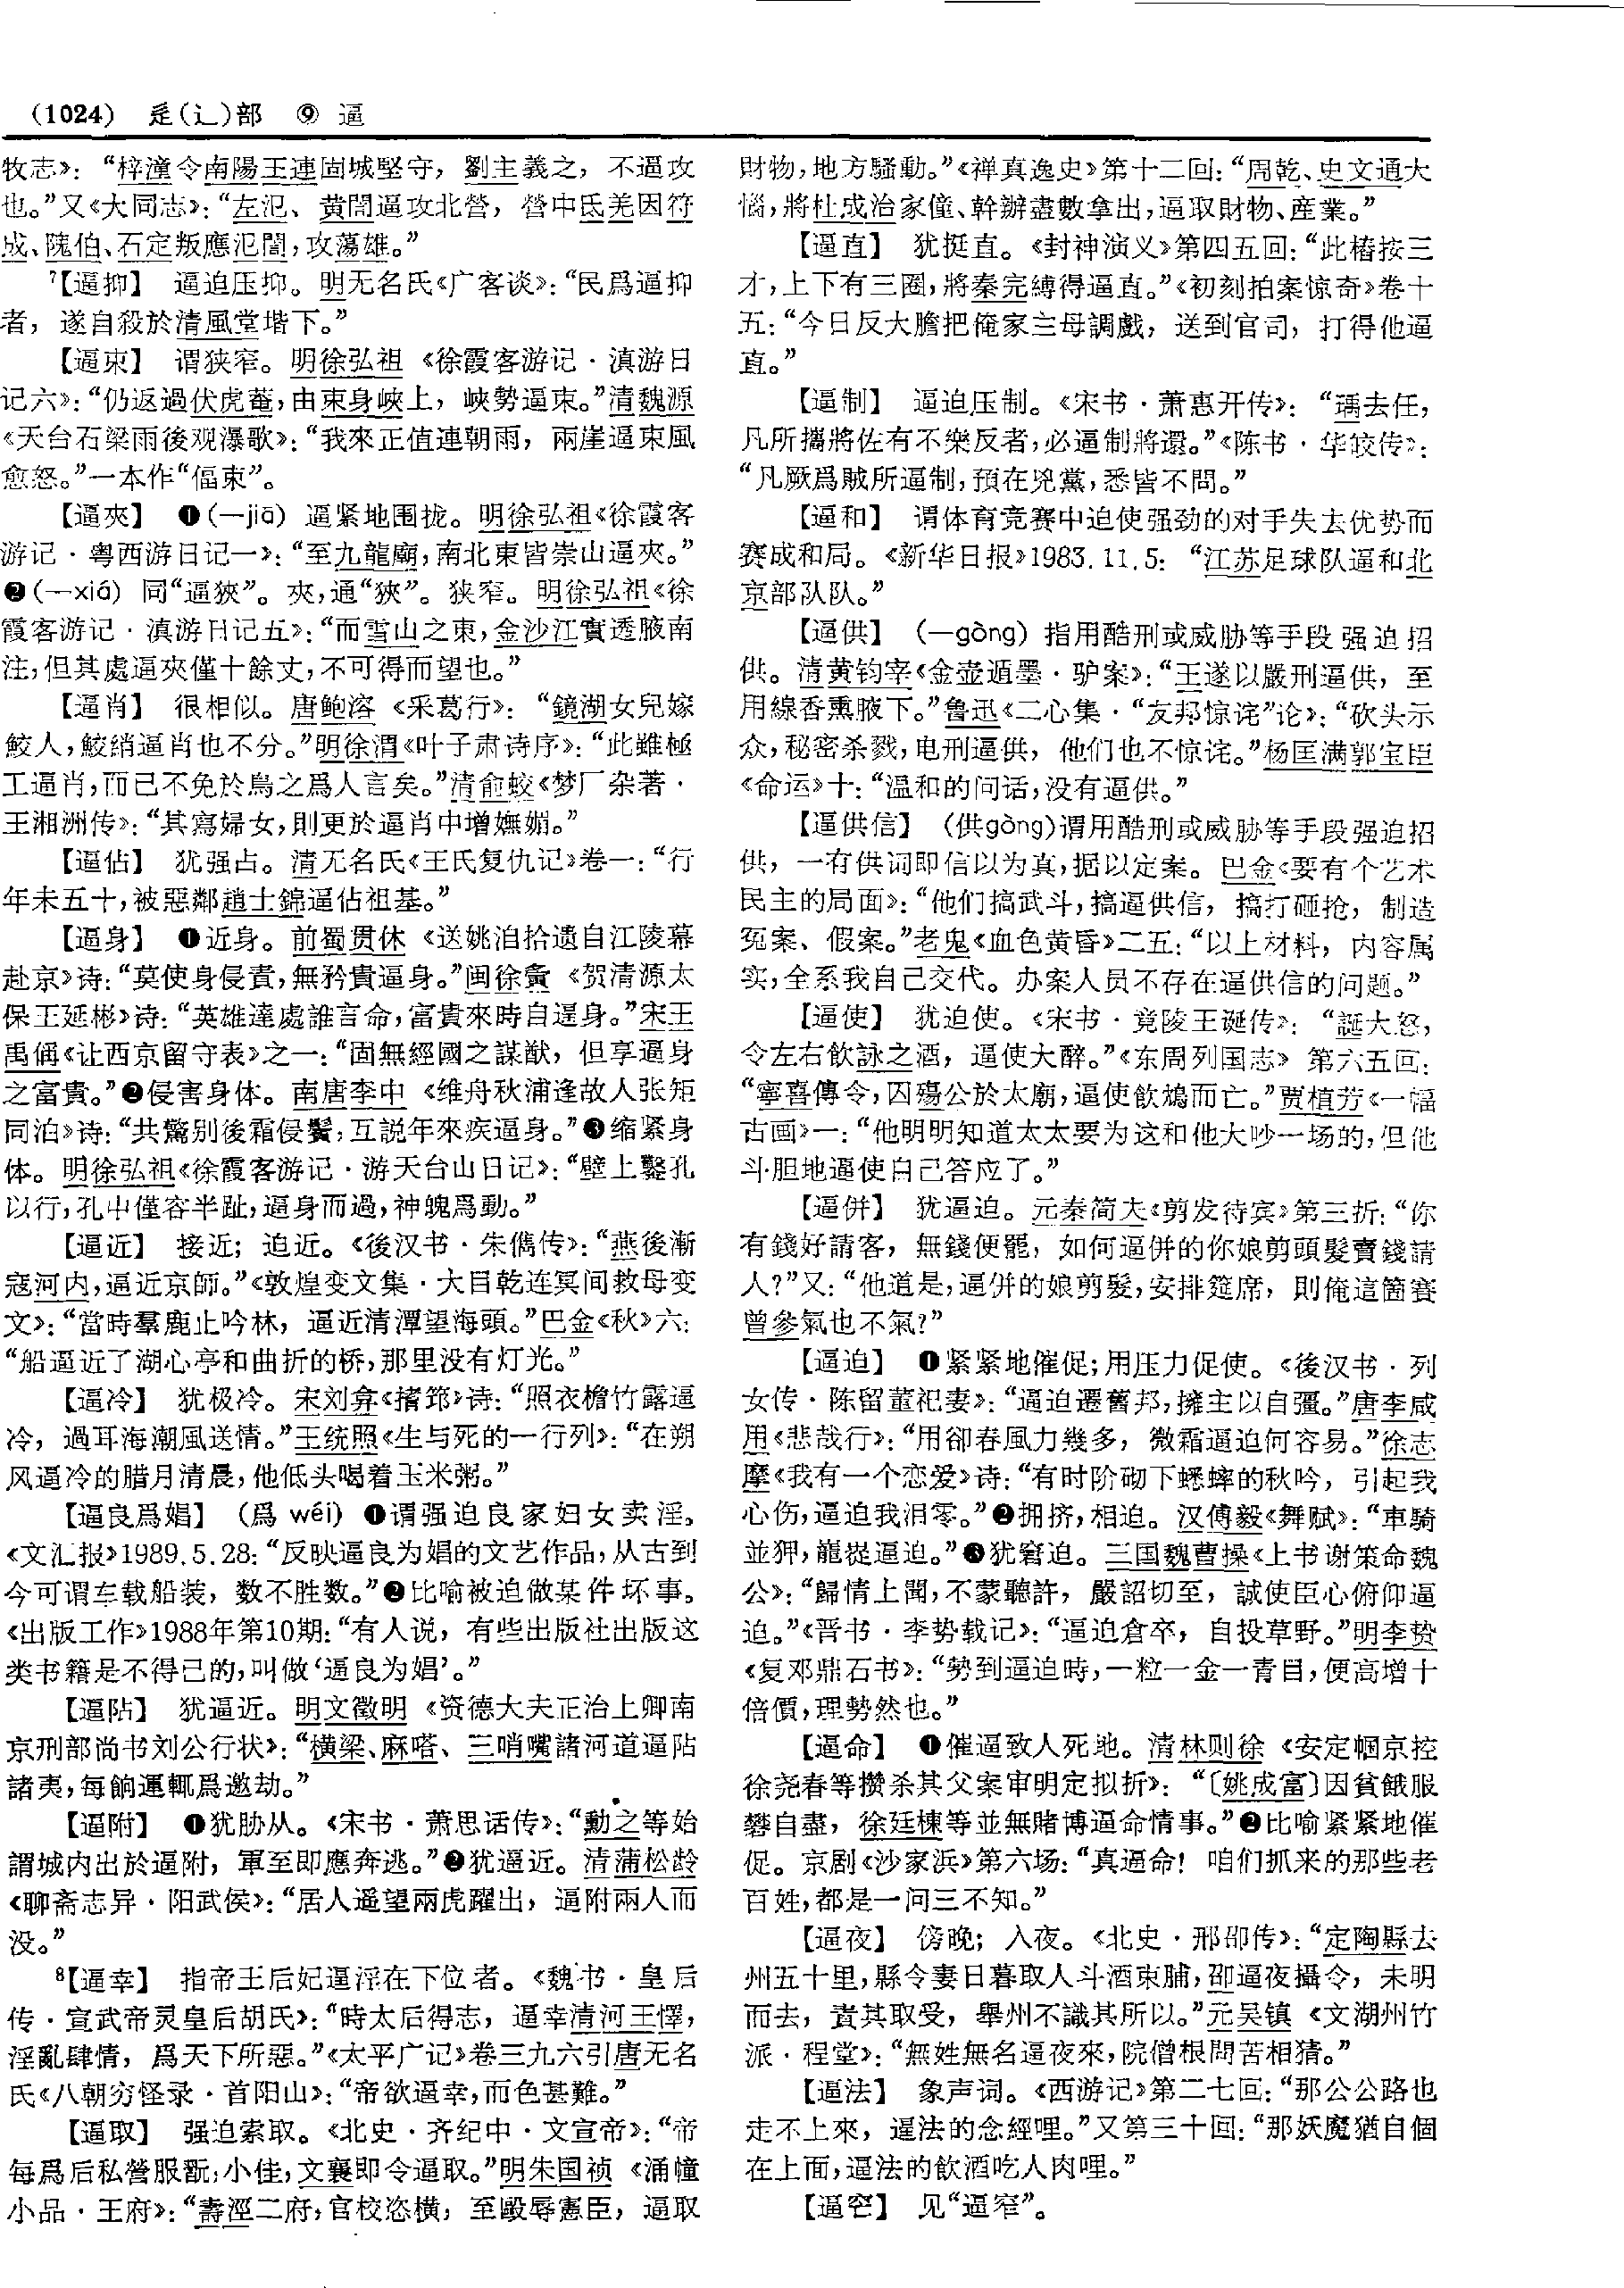 (1024) 辵(辶)部 ⑨ 逼
牧志》：“梓潼令南陽王連固城堅守，劉主義之，不逼攻
也。”又《大同志》：“左氾、黄誾逼攻北營，營中氐羌因符
成、隗伯、石定叛應氾誾，攻蕩雄。”
⁷【逼抑】 逼迫压抑。明无名氏《广客谈》：“民爲逼抑
者，遂自殺於清風堂堦下。”
【逼束】 谓狭窄。明徐弘祖《徐霞客游记·滇游日
记六》：“仍返過伏虎菴，由束身峽上，峽勢逼束。”清魏源
《天台石梁雨後观瀑歌》：“我來正值連朝雨，兩崖逼束風
愈怒。”一本作“偪束”。
【逼夾】 ❶(—jiā) 逼紧地围拢。明徐弘祖《徐霞客
游记·粤西游日记一》：“至九龍廟，南北東皆崇山逼夾。”
❷(—xiá) 同“逼狹”。夾，通“狹”。狭窄。明徐弘祖《徐
霞客游记·滇游日记五》：“而雪山之東，金沙江實透腋南
注，但其處逼夾僅十餘丈，不可得而望也。”
【逼肖】 很相似。唐鲍溶《采葛行》：“鏡湖女兒嫁
鮫人，鮫綃逼肖也不分。”明徐渭《叶子肃诗序》：“此雖極
工逼肖，而已不免於鳥之爲人言矣。”清俞蛟《梦厂杂著·
王湘洲传》：“其寫婦女，則更於逼肖中增嫵媚。”
【逼佔】 犹强占。清无名氏《王氏复仇记》卷一：“行
年未五十，被惡鄰趙士錦逼佔祖基。”
【逼身】 ❶近身。前蜀贯休《送姚洎拾遗自江陵幕
赴京》诗：“莫使身侵貴，無矜貴逼身。”闽徐夤《贺清源太
保王延彬》诗：“英雄達處誰言命，富貴來時自逼身。”宋王
禹偁《让西京留守表》之一：“固無經國之謀猷，但享逼身
之富貴。”❷侵害身体。南唐李中《维舟秋浦逢故人张矩
同泊》诗：“共驚别後霜侵鬢，互説年來疾逼身。”❸缩紧身
体。明徐弘祖《徐霞客游记·游天台山日记》：“壁上鑿孔
以行，孔中僅容半趾，逼身而過，神魄爲動。”
【逼近】 接近；迫近。《後汉书·朱儁传》：“燕後漸
寇河内，逼近京師。”《敦煌变文集·大目乾连冥间救母变
文》：“當時羣鹿止吟林，逼近清潭望海頭。”巴金《秋》六：
“船逼近了湖心亭和曲折的桥，那里没有灯光。”
【逼冷】 犹极冷。宋刘弇《撦筇》诗：“照衣檐竹露逼
冷，過耳海潮風送情。”王统照《生与死的一行列》：“在朔
风逼冷的腊月清晨，他低头喝着玉米粥。”
【逼良爲娼】 (爲 wéi) ❶谓强迫良家妇女卖淫。
《文汇报》1989.5.28：“反映逼良为娼的文艺作品，从古到
今可谓车载船装，数不胜数。”❷比喻被迫做某件坏事。
《出版工作》1988年第10期：“有人说，有些出版社出版这
类书籍是不得已的，叫做‘逼良为娼’。”
【逼阽】 犹逼近。明文徵明《资德大夫正治上卿南
京刑部尚书刘公行状》：“横梁、麻嗒、三哨嘴諸河道逼阽
諸夷，每餉運輒爲邀劫。”
【逼附】 ❶犹胁从。《宋书·萧思话传》：“勳之等始
謂城内出於逼附，軍至即應奔逃。”❷犹逼近。清蒲松龄
《聊斋志异·阳武侯》：“居人遥望兩虎躍出，逼附兩人而
没。”
⁸【逼幸】 指帝王后妃逼淫在下位者。《魏书·皇后
传·宣武帝灵皇后胡氏》：“時太后得志，逼幸清河王懌，
淫亂肆情，爲天下所惡。”《太平广记》卷三九六引唐无名
氏《八朝穷怪录·首阳山》：“帝欲逼幸，而色甚難。”
【逼取】 强迫索取。《北史·齐纪中·文宣帝》：“帝
每爲后私營服翫，小佳，文襄即令逼取。”明朱国祯《涌幢
小品·王府》：“壽涇二府，官校恣横，至毆辱憲臣，逼取
財物，地方騷動。”《禅真逸史》第十二回：“周乾、史文通大
惱，將杜成治家僮、幹辦盡數拿出，逼取財物、産業。”
【逼直】 犹挺直。《封神演义》第四五回：“此樁按三
才，上下有三圈，將秦完縛得逼直。”《初刻拍案惊奇》卷十
五：“今日反大膽把俺家主母調戲，送到官司，打得他逼
直。”
【逼制】 逼迫压制。《宋书·萧惠开传》：“瑀去任，
凡所攜將佐有不樂反者，必逼制將還。”《陈书·华皎传》：
“凡厥爲賊所逼制，預在兇黨，悉皆不問。”
【逼和】 谓体育竞赛中迫使强劲的对手失去优势而
赛成和局。《新华日报》1983.11.5：“江苏足球队逼和北
京部队队。”
【逼供】 (—gòng) 指用酷刑或威胁等手段强迫招
供。清黄钧宰《金壶遁墨·驴案》：“王遂以嚴刑逼供，至
用線香熏腋下。”鲁迅《二心集·“友邦惊诧”论》：“砍头示
众，秘密杀戮，电刑逼供，他们也不惊诧。”杨匡满郭宝臣
《命运》十：“温和的问话，没有逼供。”
【逼供信】 (供gòng)谓用酷刑或威胁等手段强迫招
供，一有供词即信以为真，据以定案。巴金《要有个艺术
民主的局面》：“他们搞武斗，搞逼供信，搞打砸抢，制造
冤案、假案。”老鬼《血色黄昏》二五：“以上材料，内容属
实，全系我自己交代。办案人员不存在逼供信的问题。”
【逼使】 犹迫使。《宋书·竟陵王诞传》：“誕大怒，
令左右飲詠之酒，逼使大醉。”《东周列国志》第六五回：
“寧喜傳令，囚殤公於太廟，逼使飲鴆而亡。”贾植芳《一幅
古画》一：“他明明知道太太要为这和他大吵一场的，但他
斗胆地逼使自己答应了。”
【逼併】 犹逼迫。元秦简夫《剪发待宾》第三折：“你
有錢好請客，無錢便罷，如何逼併的你娘剪頭髮賣錢請
人？”又：“他道是，逼併的娘剪髮，安排筵席，則俺這箇賽
曾參氣也不氣？”
【逼迫】 ❶紧紧地催促；用压力促使。《後汉书·列
女传·陈留董祀妻》：“逼迫遷舊邦，擁主以自彊。”唐李咸
用《悲哉行》：“用卻春風力幾多，微霜逼迫何容易。”徐志
摩《我有一个恋爱》诗：“有时阶砌下蟋蟀的秋吟，引起我
心伤，逼迫我泪零。”❷拥挤，相迫。汉傅毅《舞赋》：“車騎
並狎，巃嵸逼迫。”❸犹窘迫。三国魏曹操《上书谢策命魏
公》：“歸情上聞，不蒙聽許，嚴詔切至，誠使臣心俯仰逼
迫。”《晋书·李势载记》：“逼迫倉卒，自投草野。”明李贽
《复邓鼎石书》：“勢到逼迫時，一粒一金一青目，便高增十
倍價，理勢然也。”
【逼命】 ❶催逼致人死地。清林则徐《安定帼京控
徐尧春等攒杀其父案审明定拟折》：“〔姚成富〕因貧餓服
礬自盡，徐廷棟等並無賭博逼命情事。”❷比喻紧紧地催
促。京剧《沙家浜》第六场：“真逼命！咱们抓来的那些老
百姓，都是一问三不知。”
【逼夜】 傍晚；入夜。《北史·邢卲传》：“定陶縣去
州五十里，縣令妻日暮取人斗酒束脯，卲逼夜攝令，未明
而去，責其取受，舉州不識其所以。”元吴镇《文湖州竹
派·程堂》：“無姓無名逼夜來，院僧根問苦相猜。”
【逼法】 象声词。《西游记》第二七回：“那公公路也
走不上來，逼法的念經哩。”又第三十回：“那妖魔猶自個
在上面，逼法的飲酒吃人肉哩。”
【逼窄】 见“逼窄”。